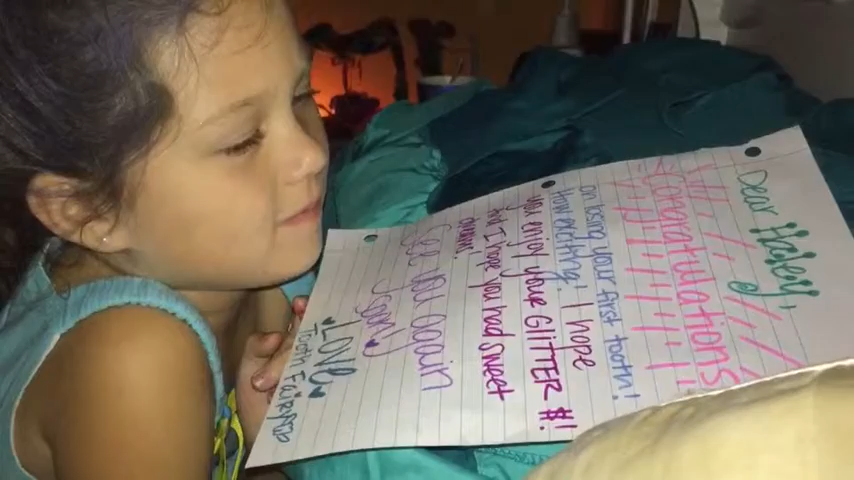 Dear Haley,
Congratulations
on losing your first tooth!
How exciting! I hope
you enjoy your GLITTER $1
And I hope you had sweet
dreams!
See you again
soon!
Love
Tooth Fairy